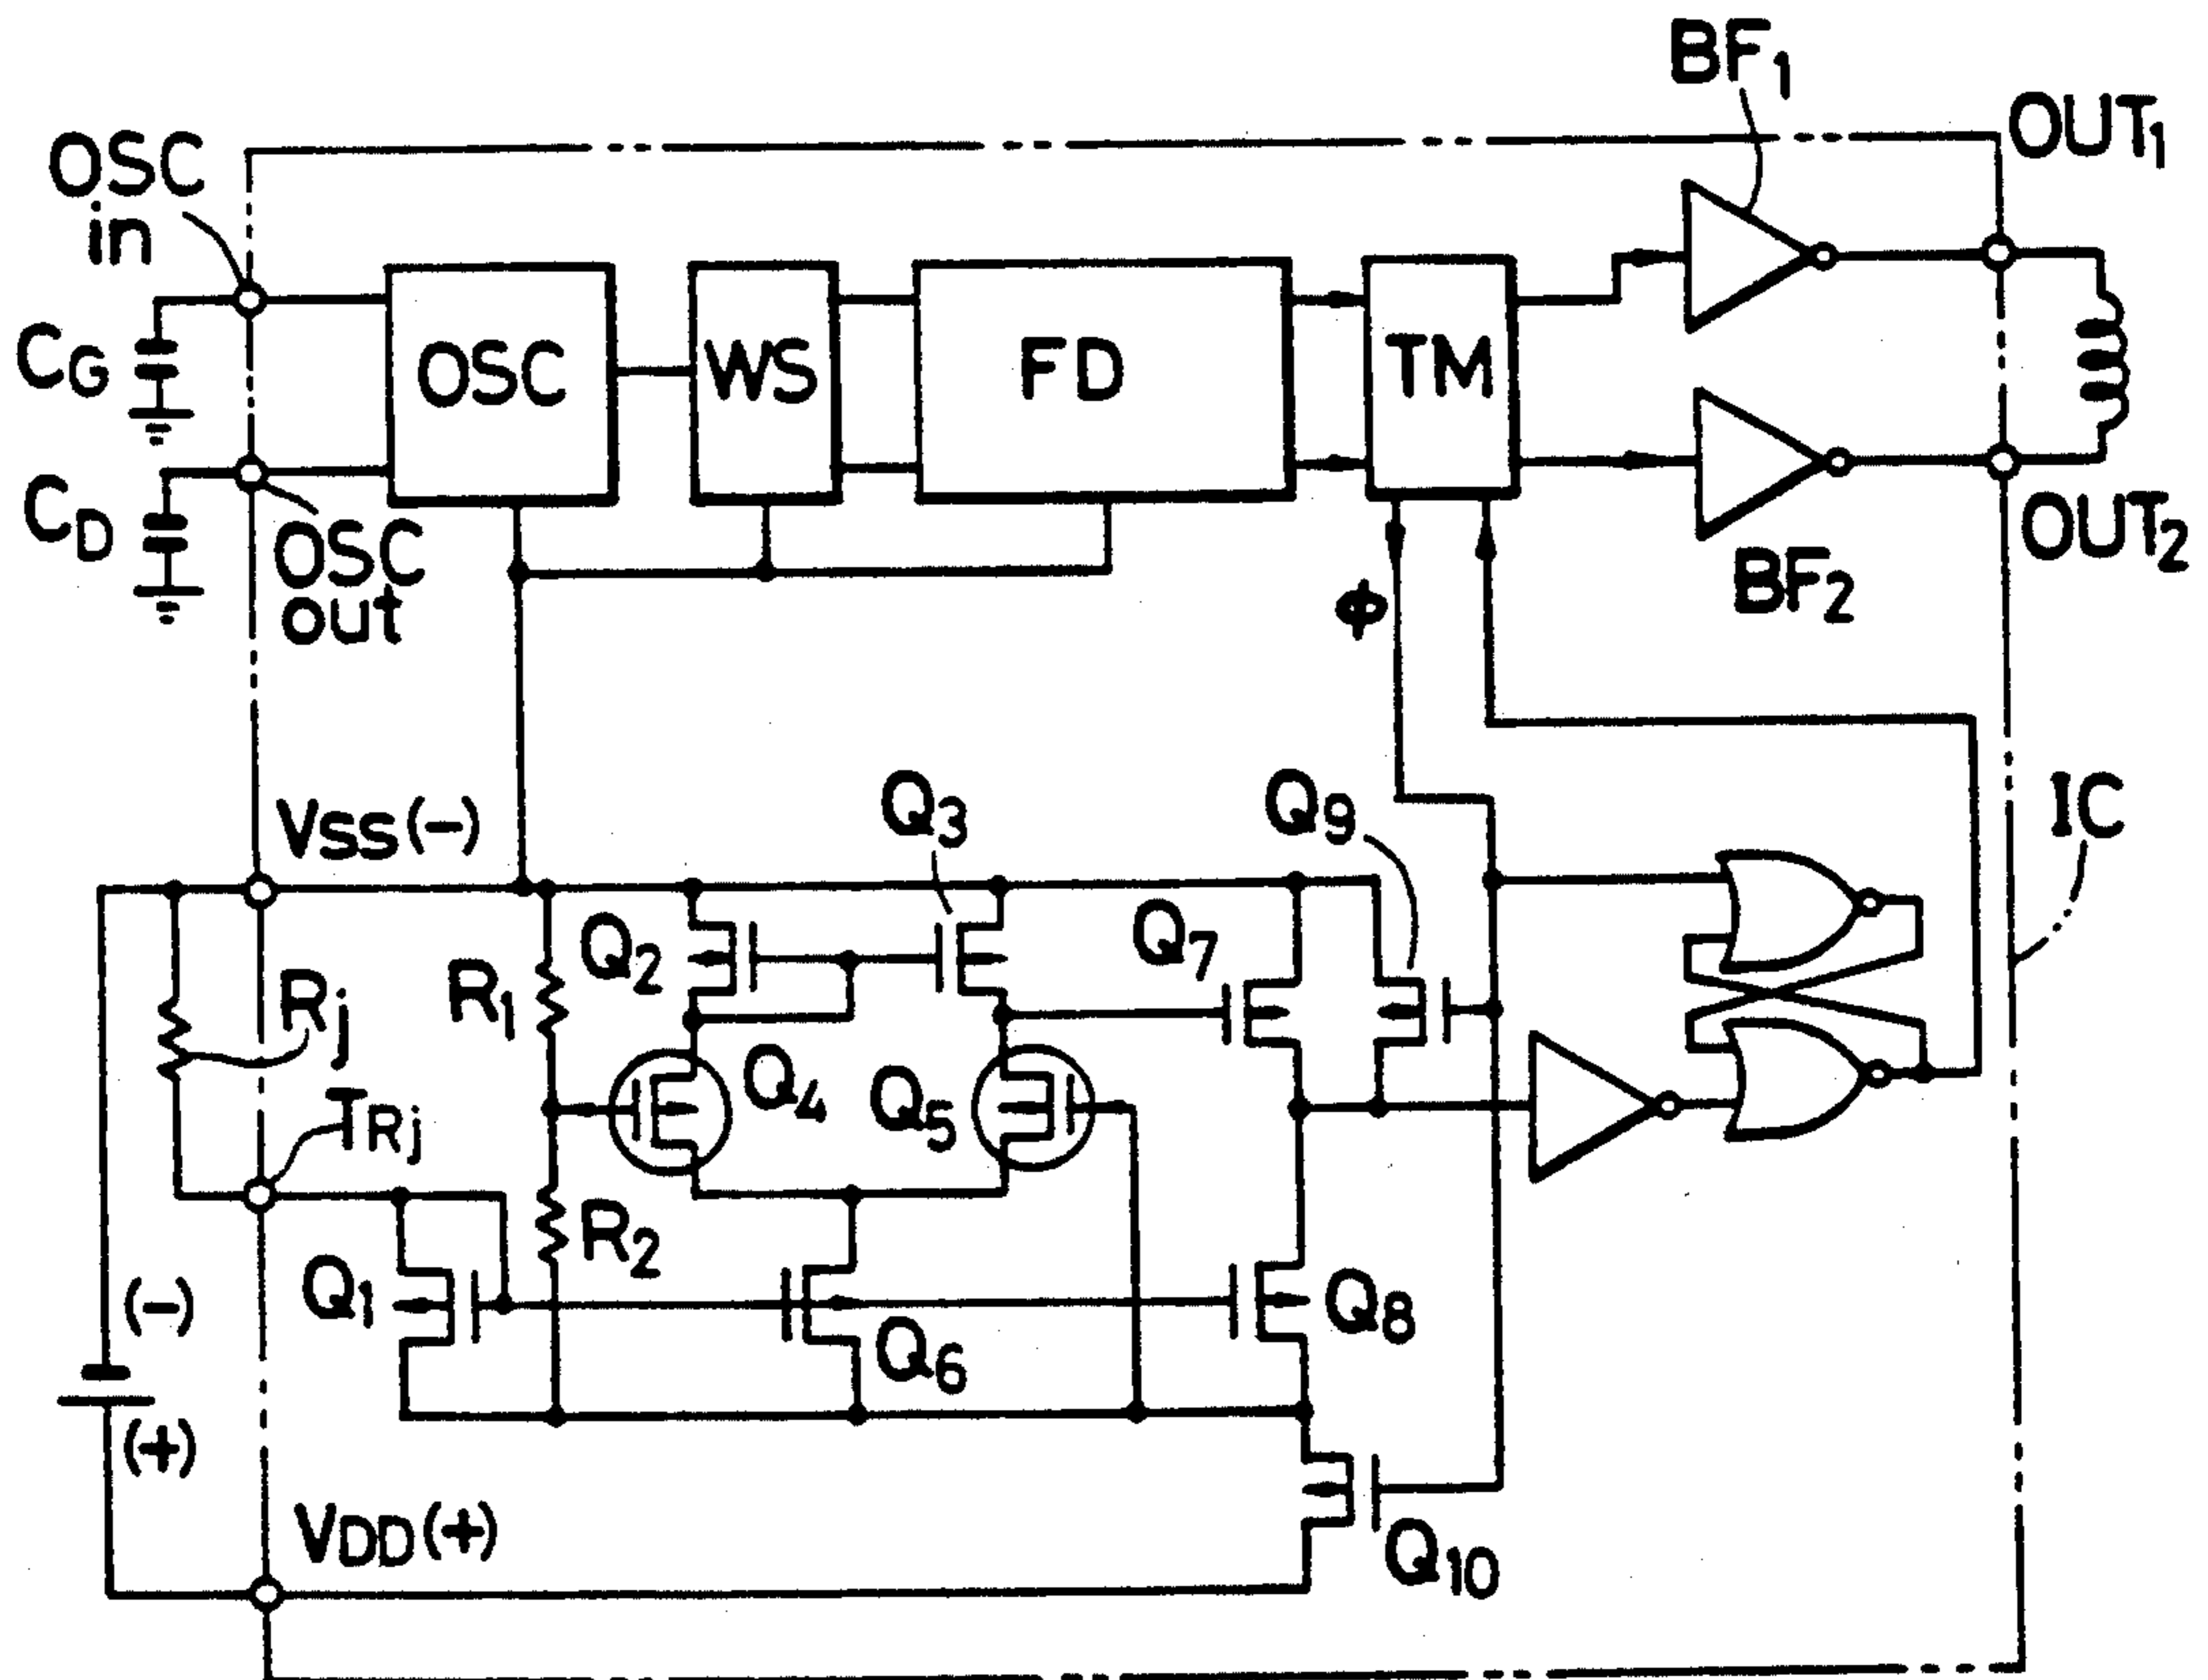 BF1
OUT1
OSC
in
CG
OSC
WS
FD
TM
CD
OSC
out
OUT2
BF2
φ
VSS(-)
Q3
Q9
IC
Q2
Q7
R1
Rj
Q4
Q5
TRj
R2
Q1
Q8
Q6
(-)
(+)
VDD(+)
Q10